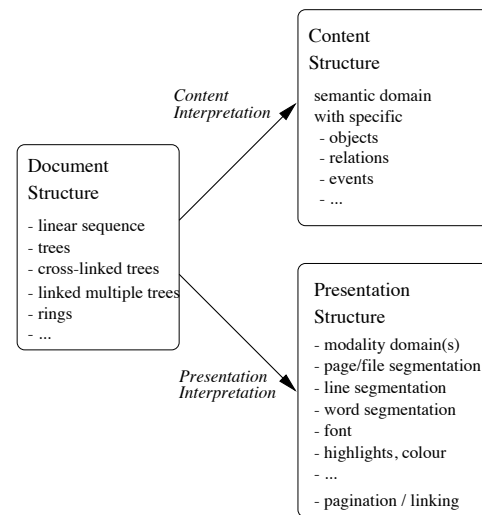 Content
Structure
semantic domain
with specific
- objects
- relations
- events
- ...
Content
Interpretation
Document
Structure
- linear sequence
- trees
- cross-linked trees
- linked multiple trees
- rings
- ...
Presentation
Interpretation
Presentation
Structure
- modality domain(s)
- page/file segmentation
- line segmentation
- word segmentation
- font
- highlights, colour
- ...
- pagination / linking